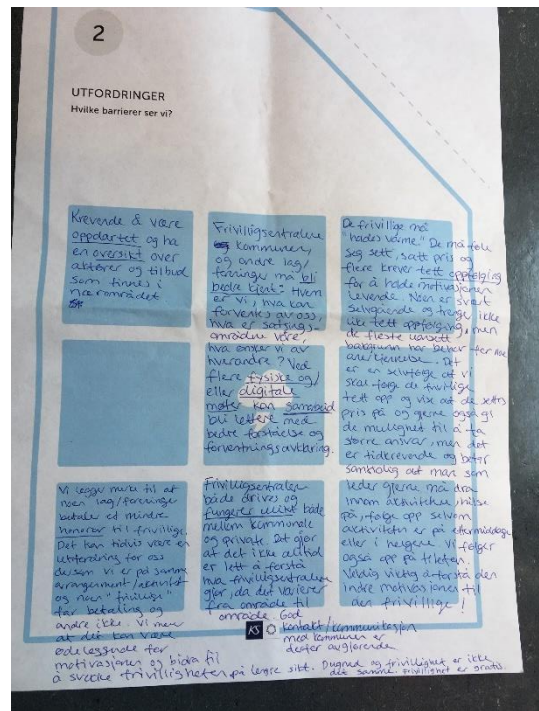 2
UTFORDRINGER
Hvilke barrierer ser vi?
Krevende å være
oppdartet og ha
en oversikt over
aktører og tilbud
som finnes i
nærområdet
Frivilligsentralene
kommunen,
og andre lag/
foreninger må bli
bedre kjent: Hvem
er vi, hva kan
forventes av oss,
hva er satsings-
områdne våre,
hva ønsker vi av
hverandre? Ved
flere fysiske og/
eller digitale
møter kan samarbeid
bli lettere med
bedre forståelse og
forventningsavklaring.
De frivillige må
"holdes varme." De må føle
seg sett, satt pris og
flere krever tett oppfølging
for å holde motivasjonen
levende. Noen er svært
selvgående og trenger ikke
like tett oppfølging, men
de fleste uansett
bakgrunn har behov for noe
anerkjennelse. Det
er en selvfølge at vi
skal følge de frivillige
tett opp og vise at de settes
pris på og gjerne også gi
de mulighet til å ta
større ansvar, men det
er tidkrevende og betyr
samtidig at man som
leder gjerne må dra
innom aktiviteten, hilse
på, følge opp selvom
aktiviteten er på ettermiddagen
eller i helgene. Vi følger
også opp på telefon.
Veldig viktig å forstå den
indre motivasjonen til
den frivillige!
Vi legger merke til at
noen lag/foreninger
betaler et mindre
honorar til frivillige.
Det kan tidvis være en
utfordring for oss
dersom vi er på samme
arrangement/aktivitet
og noen "frivillige"
får betaling og
andre ikke. Vi mener
at det kan være
ødeleggende for
motivasjonen og bidra til
å svekke frivilligheten på lengre sikt. Dugnad og frivillighet er ikke
det samme. Frivillighet er gratis.
Frivilligsentralen
både drives og
fungerer ulikt både
mellom kommunale
og private. Det gjør
at det ikke alltid
er lett å forstå
hva frivilligsentralene
gjør, da det varierer
fra område til
område. God
kontakt/kommunikasjon
med kommunen er
derfor avgjørende
KS